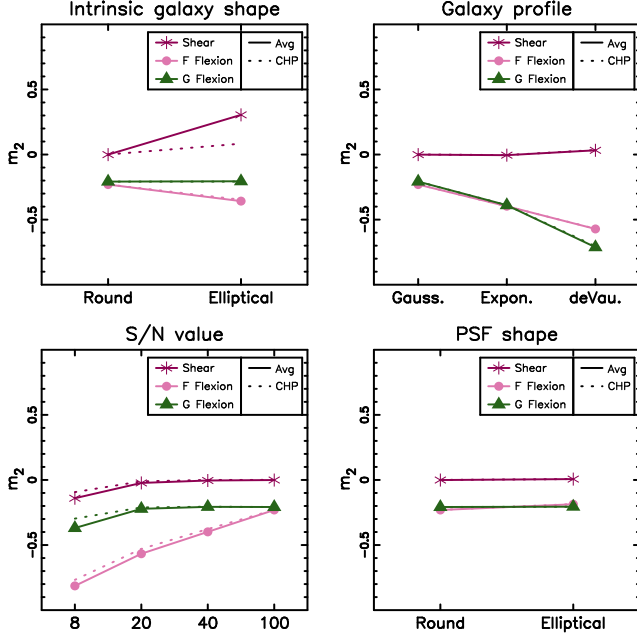 Intrinsic galaxy shape
Shear
F Flexion
G Flexion
Avg
CHP
0.5
0
-0.5
m2
Round
Elliptical
Galaxy profile
Shear
F Flexion
G Flexion
Avg
CHP
0.5
0
-0.5
m2
Gauss.
Expon.
deVau.
S/N value
Shear
F Flexion
G Flexion
Avg
CHP
0.5
0
-0.5
m2
8
20
40
100
PSF shape
Shear
F Flexion
G Flexion
Avg
CHP
0.5
0
-0.5
m2
Round
Elliptical